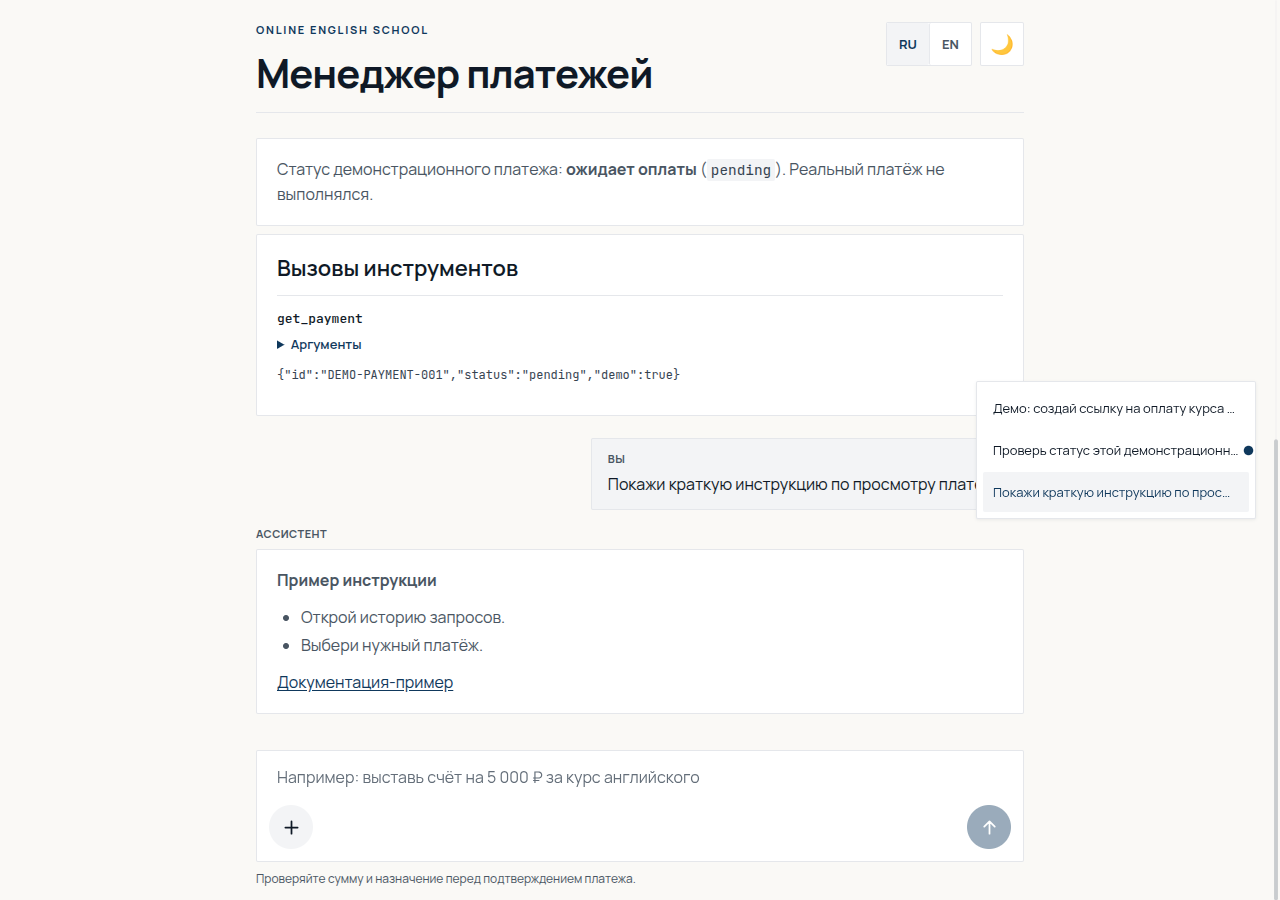 ONLINE ENGLISH SCHOOL
Менеджер платежей
RU EN
Статус демонстрационного платежа: ожидает оплаты (pending). Реальный платёж не
выполнялся.
Вызовы инструментов
get_payment
Аргументы
{"id":"DEMO-PAYMENT-001","status":"pending","demo":true}
Демо: создай ссылку на оплату курса ...
Проверь статус этой демонстрационн...
Покажи краткую инструкцию по прос...
ВЫ
Покажи краткую инструкцию по просмотру
АССИСТЕНТ
Пример инструкции
Открой историю запросов.
Выбери нужный платёж.
Документация-пример
Например: выставь счёт на 5 000 ₽ за курс английского
Проверяйте сумму и назначение перед подтверждением платежа.